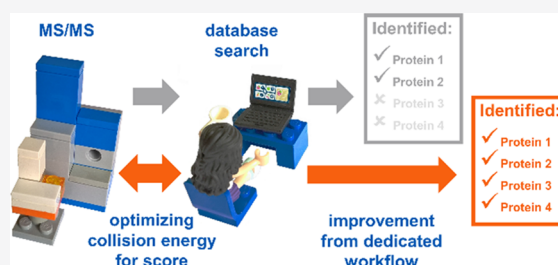 MS/MS
database
search
Identified:
✓ Protein 1
✓ Protein 2
× Protein 3
× Protein 4
Identified:
✓ Protein 1
✓ Protein 2
✓ Protein 3
✓ Protein 4
optimizing
collision energy
for score
improvement
from dedicated
workflow